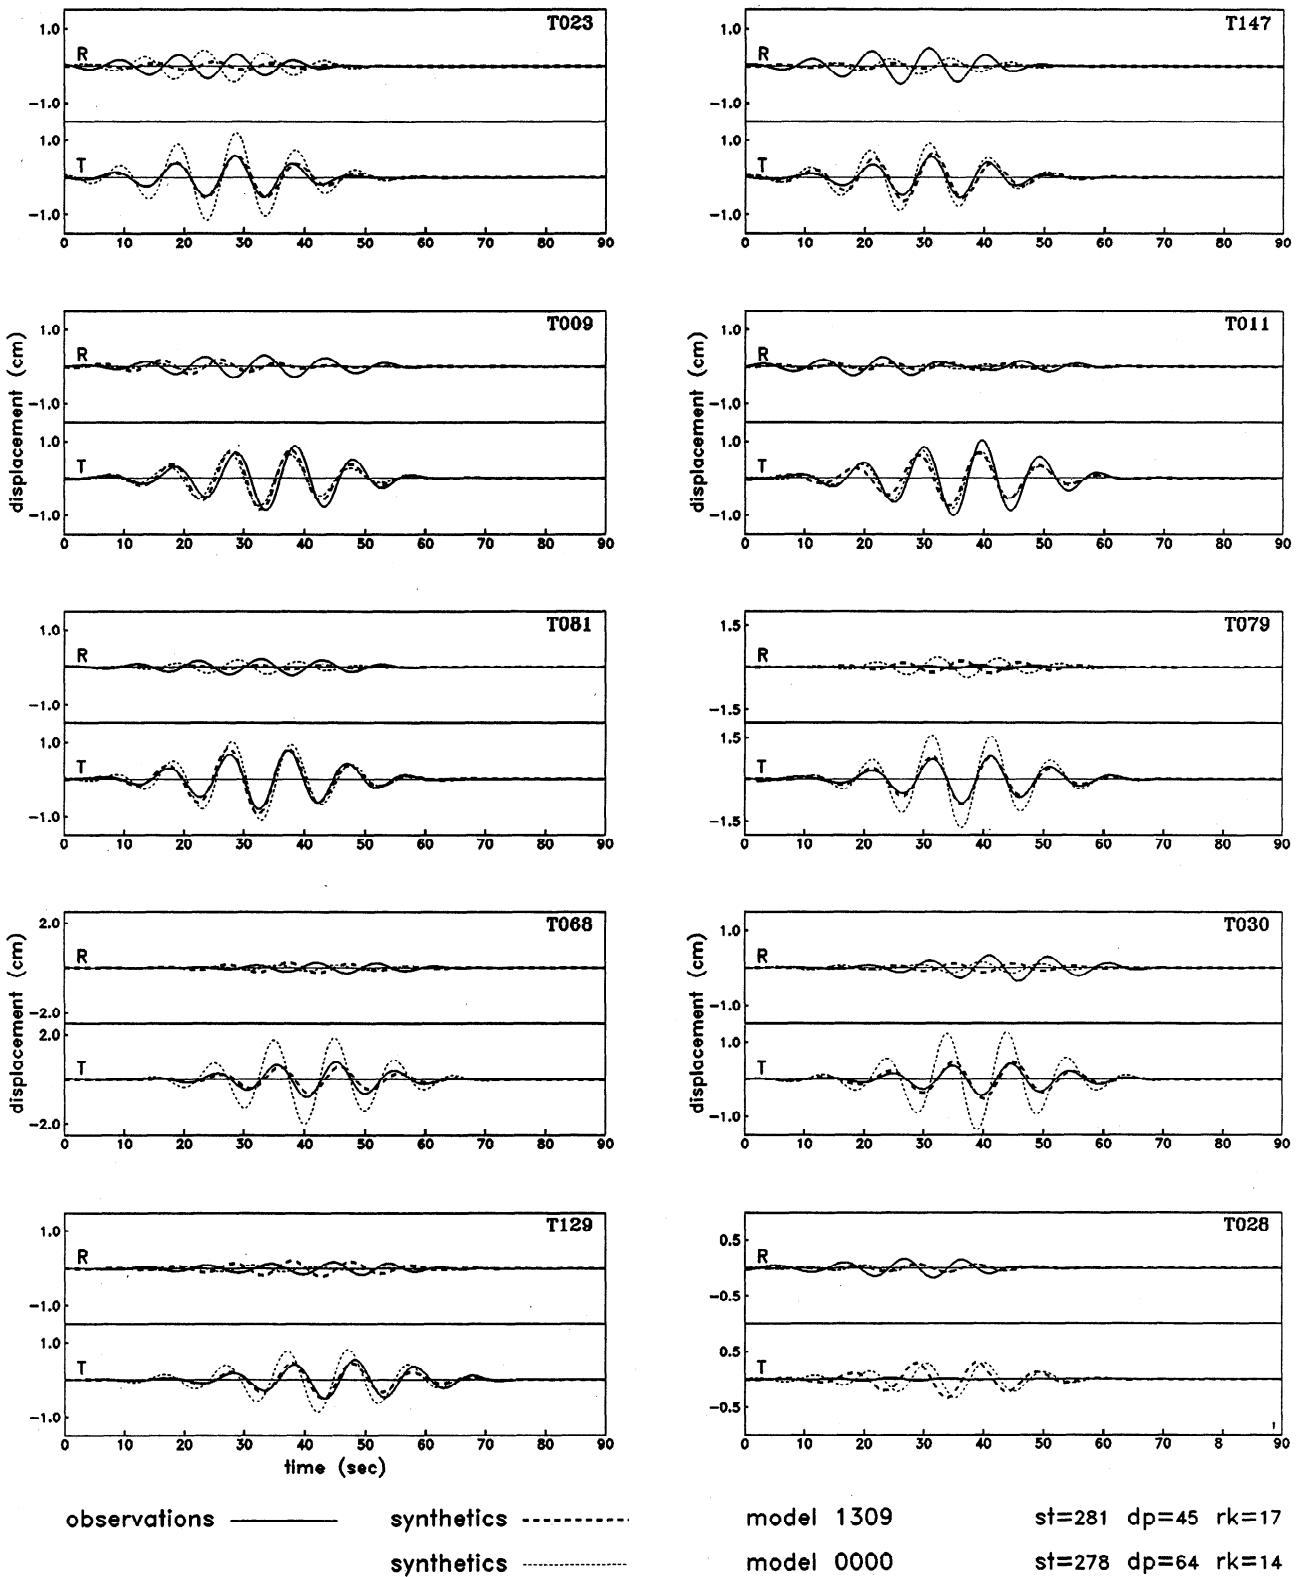 T023
1.0
R
-1.0
1.0
T
-1.0
0 10 20 30 40 50 60 70 80 90
T147
1.0
R
-1.0
1.0
T
-1.0
0 10 20 30 40 50 60 70 80 90
displacement (cm)
T009
1.0
R
-1.0
1.0
T
-1.0
0 10 20 30 40 50 60 70 80 90
displacement (cm)
T011
1.0
R
-1.0
1.0
T
-1.0
0 10 20 30 40 50 60 70 80 90
T081
1.0
R
-1.0
1.0
T
-1.0
0 10 20 30 40 50 60 70 80 90
T079
1.5
R
-1.5
1.5
T
-1.5
0 10 20 30 40 50 60 70 80 90
displacement (cm)
T068
2.0
R
-2.0
2.0
T
-2.0
0 10 20 30 40 50 60 70 80 90
displacement (cm)
T030
1.0
R
-1.0
1.0
T
-1.0
0 10 20 30 40 50 60 70 80 90
T129
1.0
R
-1.0
1.0
T
-1.0
0 10 20 30 40 50 60 70 80 90
time (sec)
T028
0.5
R
-0.5
0.5
T
-0.5
0 10 20 30 40 50 60 70 8 90
observations synthetics model 1309 st=281 dp=45 rk=17
synthetics model 0000 st=278 dp=64 rk=14